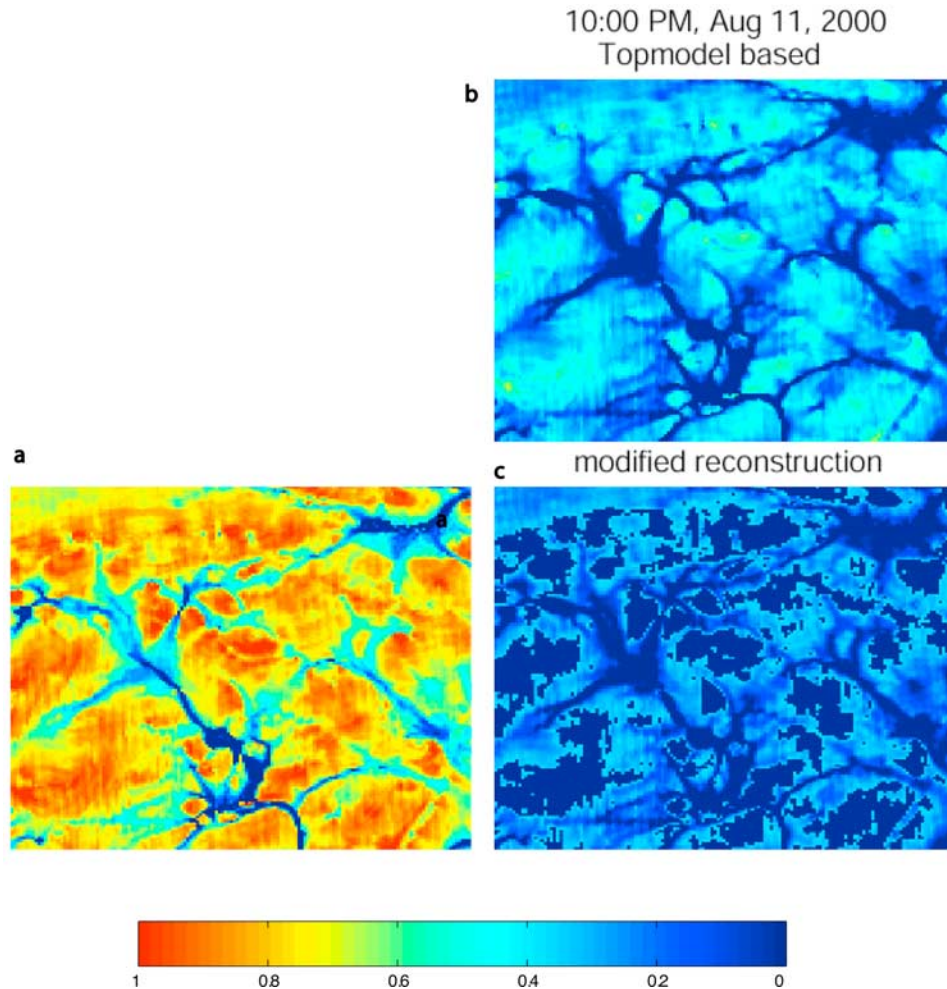 10:00 PM, Aug 11, 2000
Topmodel based
b
a
c
modified reconstruction
a
1 0.8 0.6 0.4 0.2 0